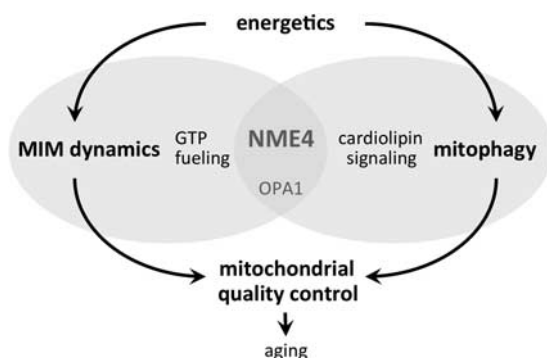 energetics
MIM dynamics
GTP
fueling
NME4
OPA1
cardiolipin
signaling
mitophagy
mitochondrial
quality control
aging